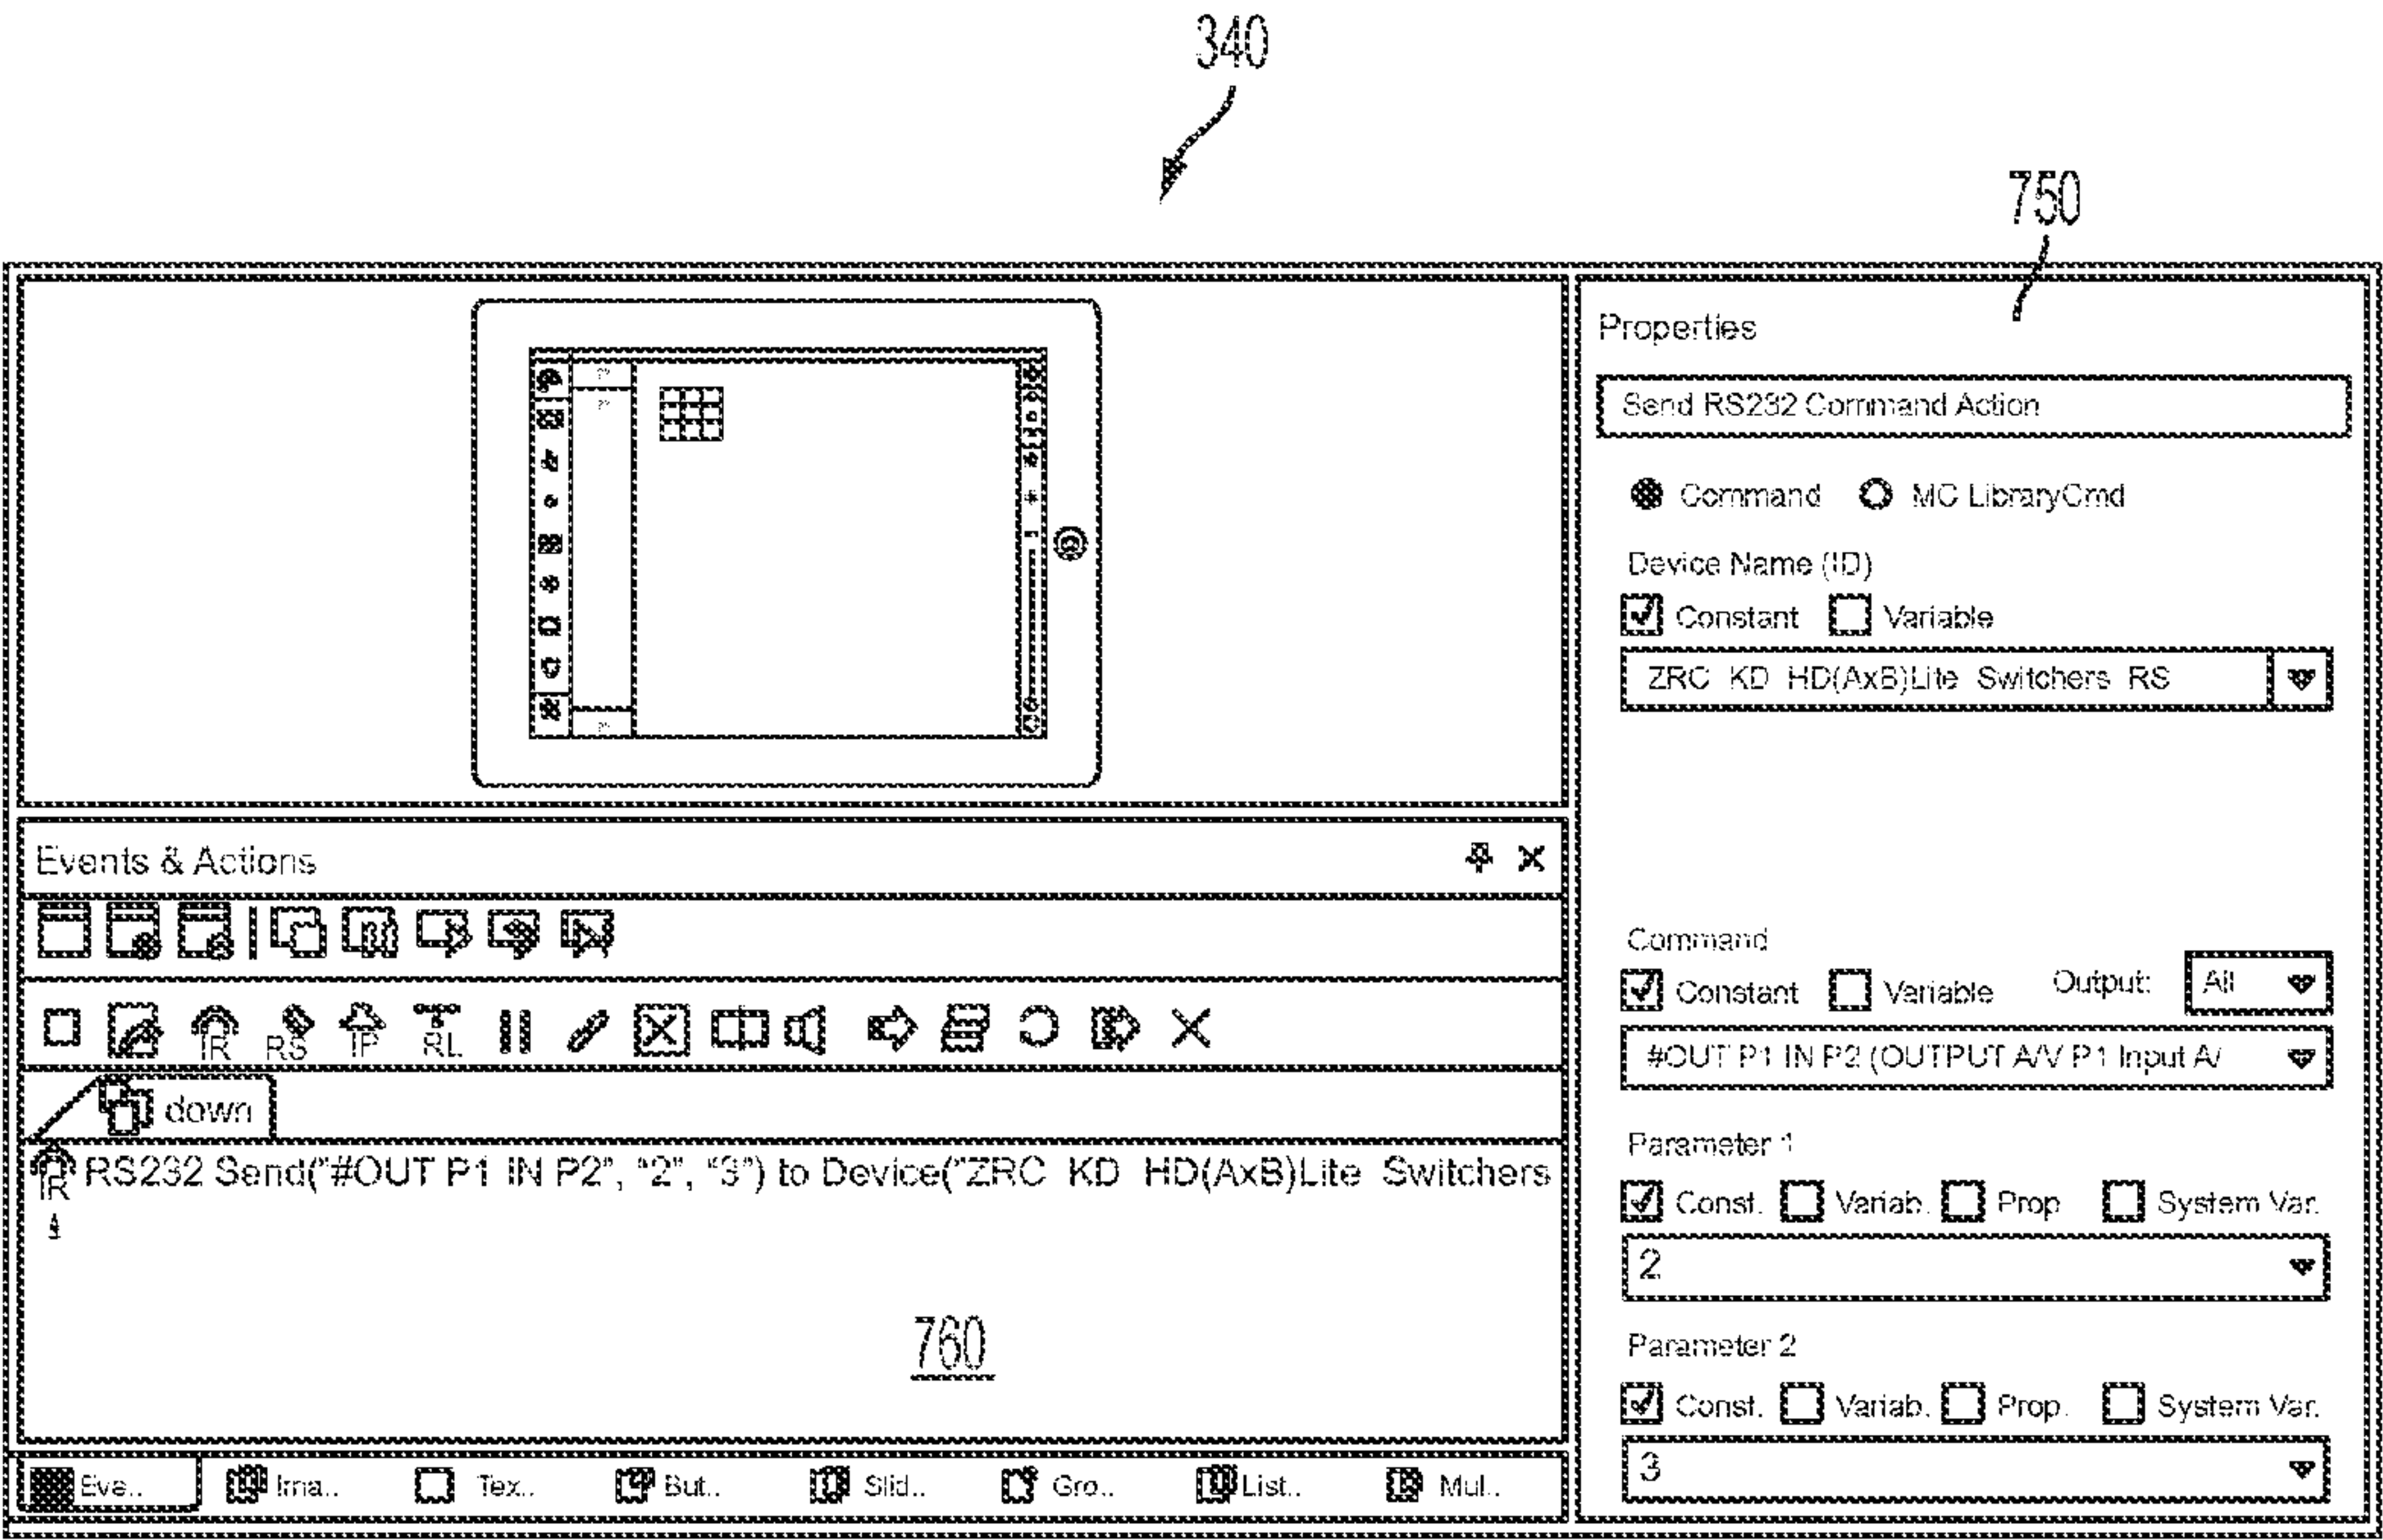 340
750
Properties
Send RS232 Command Action
Command MC LibraryCmd
Device Name (ID)
Constant Variable
ZRC KD HD(AxB)Lite Switchers RS
Events & Actions
Command
Constant Variable Output: All
#OUT P1 IN P2 (OUTPUT A/V P1 Input A/
IR RS IP RL
down
IR RS232 Send("#OUT P1 IN P2", "2", "3") to Device("ZRC KD HD(AxB)Lite Switchers
Parameter 1
Const. Variab. Prop System Var.
2
760
Parameter 2
Const. Variab. Prop. System Var.
3
Eve.. Ima.. Tex.. But.. Slid.. Gro.. List.. Mul..